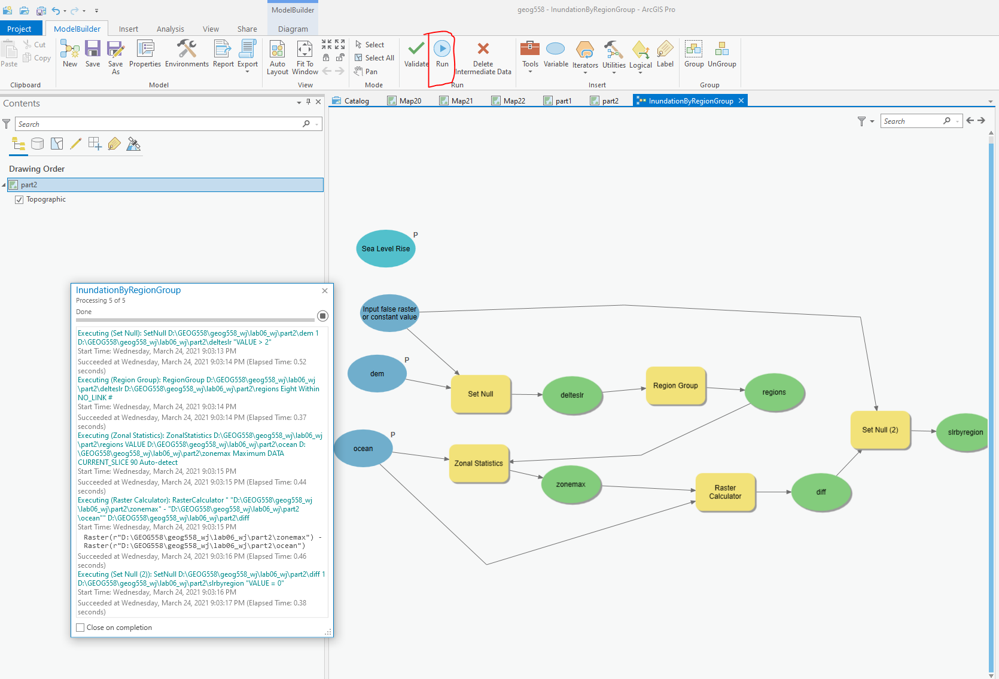 geog558 - InundationByRegionGroup - ArcGIS Pro
ModelBuilder
Project
ModelBuilder
Insert
Analysis
View
Share
Diagram
Paste
Cut
Copy
Clipboard
New
Save
Save
As
Properties
Environments
Report
Export
Model
Auto
Layout
Fit To
Window
View
Select
Select All
Pan
Mode
Validate
Run
Delete
Intermediate Data
Run
Tools
Variable
Iterators
Utilities
Logical
Label
Insert
Group
UnGroup
Group
Contents
Search
Drawing Order
part2
Topographic
Catalog
Map20
Map21
Map22
part1
part2
InundationByRegionGroup
Search
Sea Level Rise
P
Input false raster
or constant value
dem
P
Set Null
delteslr
Region Group
regions
ocean
P
Zonal Statistics
zonemax
Raster
Calculator
diff
Set Null (2)
slrbyregion
InundationByRegionGroup
Processing 5 of 5
Done
Executing (Set Null): SetNull D:\GEOG558\geog558_wj\lab06_wj\part2\dem 1
D:\GEOG558\geog558_wj\lab06_wj\part2\delteslr "VALUE > 2"
Start Time: Wednesday, March 24, 2021 9:03:13 PM
Succeeded at Wednesday, March 24, 2021 9:03:14 PM (Elapsed Time: 0.52
seconds)
Executing (Region Group): RegionGroup D:\GEOG558\geog558_wj\lab06_wj
\part2\delteslr D:\GEOG558\geog558_wj\lab06_wj\part2\regions Eight Within
NO_LINK #
Start Time: Wednesday, March 24, 2021 9:03:14 PM
Succeeded at Wednesday, March 24, 2021 9:03:14 PM (Elapsed Time: 0.37
seconds)
Executing (Zonal Statistics): ZonalStatistics D:\GEOG558\geog558_wj\lab06_wj
\part2\regions VALUE D:\GEOG558\geog558_wj\lab06_wj\part2\ocean D:
\GEOG558\geog558_wj\lab06_wj\part2\zonemax Maximum DATA
CURRENT_SLICE 90 Auto-detect
Start Time: Wednesday, March 24, 2021 9:03:15 PM
Succeeded at Wednesday, March 24, 2021 9:03:15 PM (Elapsed Time: 0.44
seconds)
Executing (Raster Calculator): RasterCalculator " "D:\GEOG558\geog558_wj
\lab06_wj\part2\zonemax" - "D:\GEOG558\geog558_wj\lab06_wj\part2
\ocean"" D:\GEOG558\geog558_wj\lab06_wj\part2\diff
Start Time: Wednesday, March 24, 2021 9:03:15 PM
Raster(r"D:\GEOG558\geog558_wj\lab06_wj\part2\zonemax") -
Raster(r"D:\GEOG558\geog558_wj\lab06_wj\part2\ocean")
Succeeded at Wednesday, March 24, 2021 9:03:16 PM (Elapsed Time: 0.46
seconds)
Executing (Set Null (2)): SetNull D:\GEOG558\geog558_wj\lab06_wj\part2\diff 1
D:\GEOG558\geog558_wj\lab06_wj\part2\slrbyregion "VALUE = 0"
Start Time: Wednesday, March 24, 2021 9:03:16 PM
Succeeded at Wednesday, March 24, 2021 9:03:17 PM (Elapsed Time: 0.38
seconds)
Close on completion